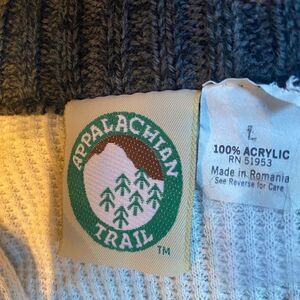 APPALACHIAN
TRAIL
TM
L
100% ACRYLIC
RN 51953
Made in Romania
See Reverse for Care